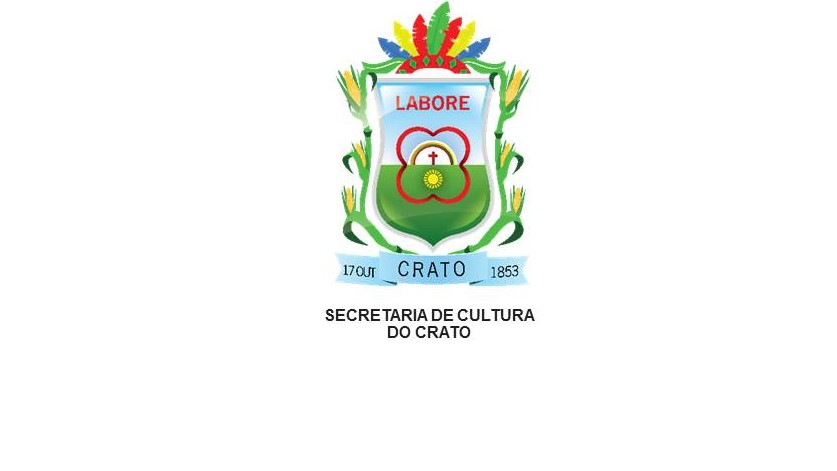 LABORE
17 OUT CRATO 1853
SECRETARIA DE CULTURA
DO CRATO